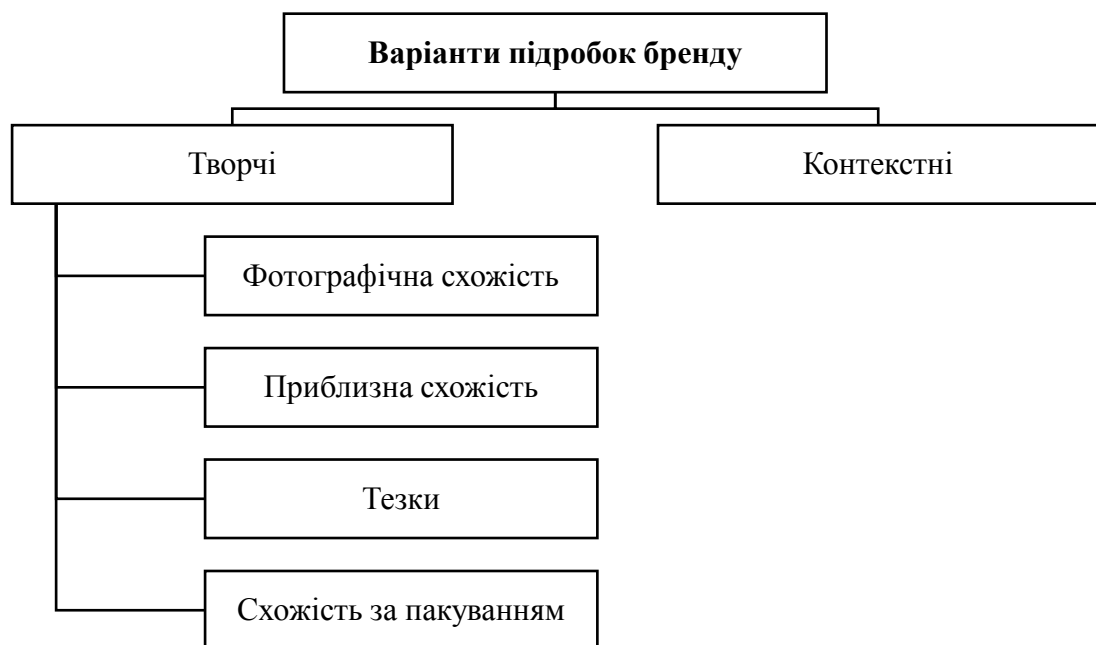 Варіанти підробок бренду
Творчі
Контекстні
Фотографічна схожість
Приблизна схожість
Тезки
Схожість за пакуванням